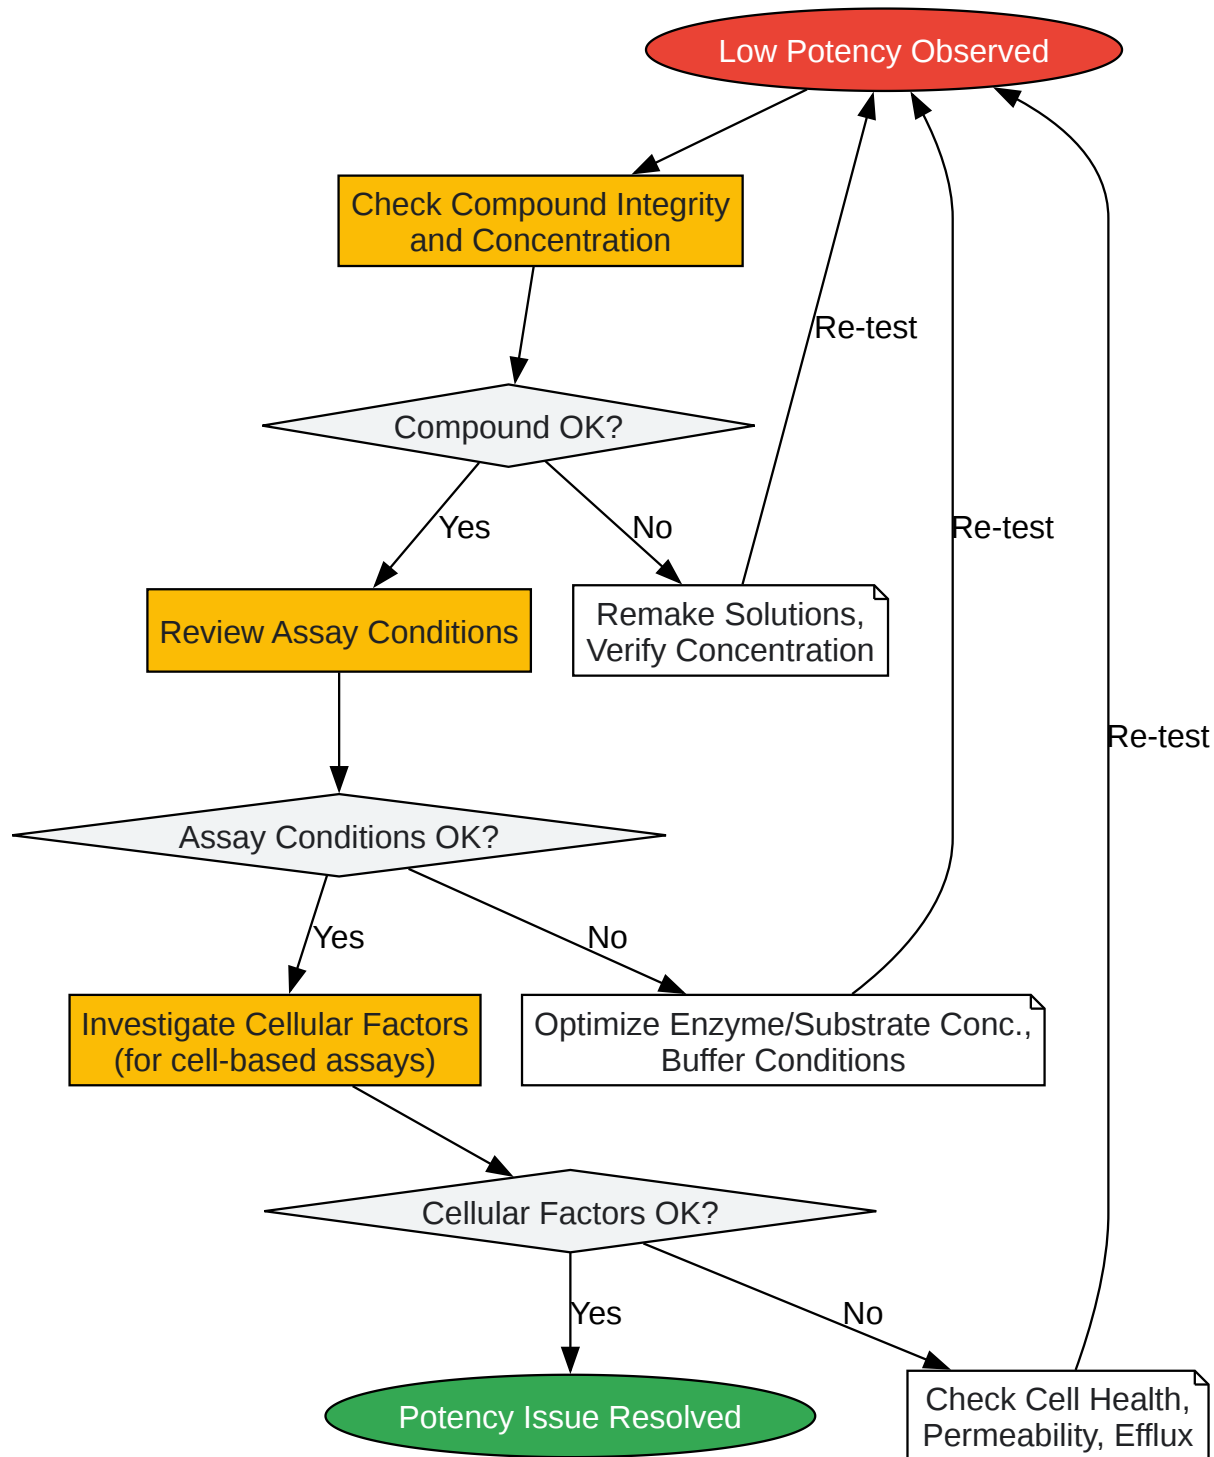 Low Potency Observed
Check Compound Integrity
and Concentration
Re-test
Compound OK?
Yes
No
Re-test
Review Assay Conditions
Remake Solutions,
Verify Concentration
Re-test
Assay Conditions OK?
Yes
No
Investigate Cellular Factors
(for cell-based assays)
Optimize Enzyme/Substrate Conc.,
Buffer Conditions
Cellular Factors OK?
Yes
No
Potency Issue Resolved
Check Cell Health,
Permeability, Efflux